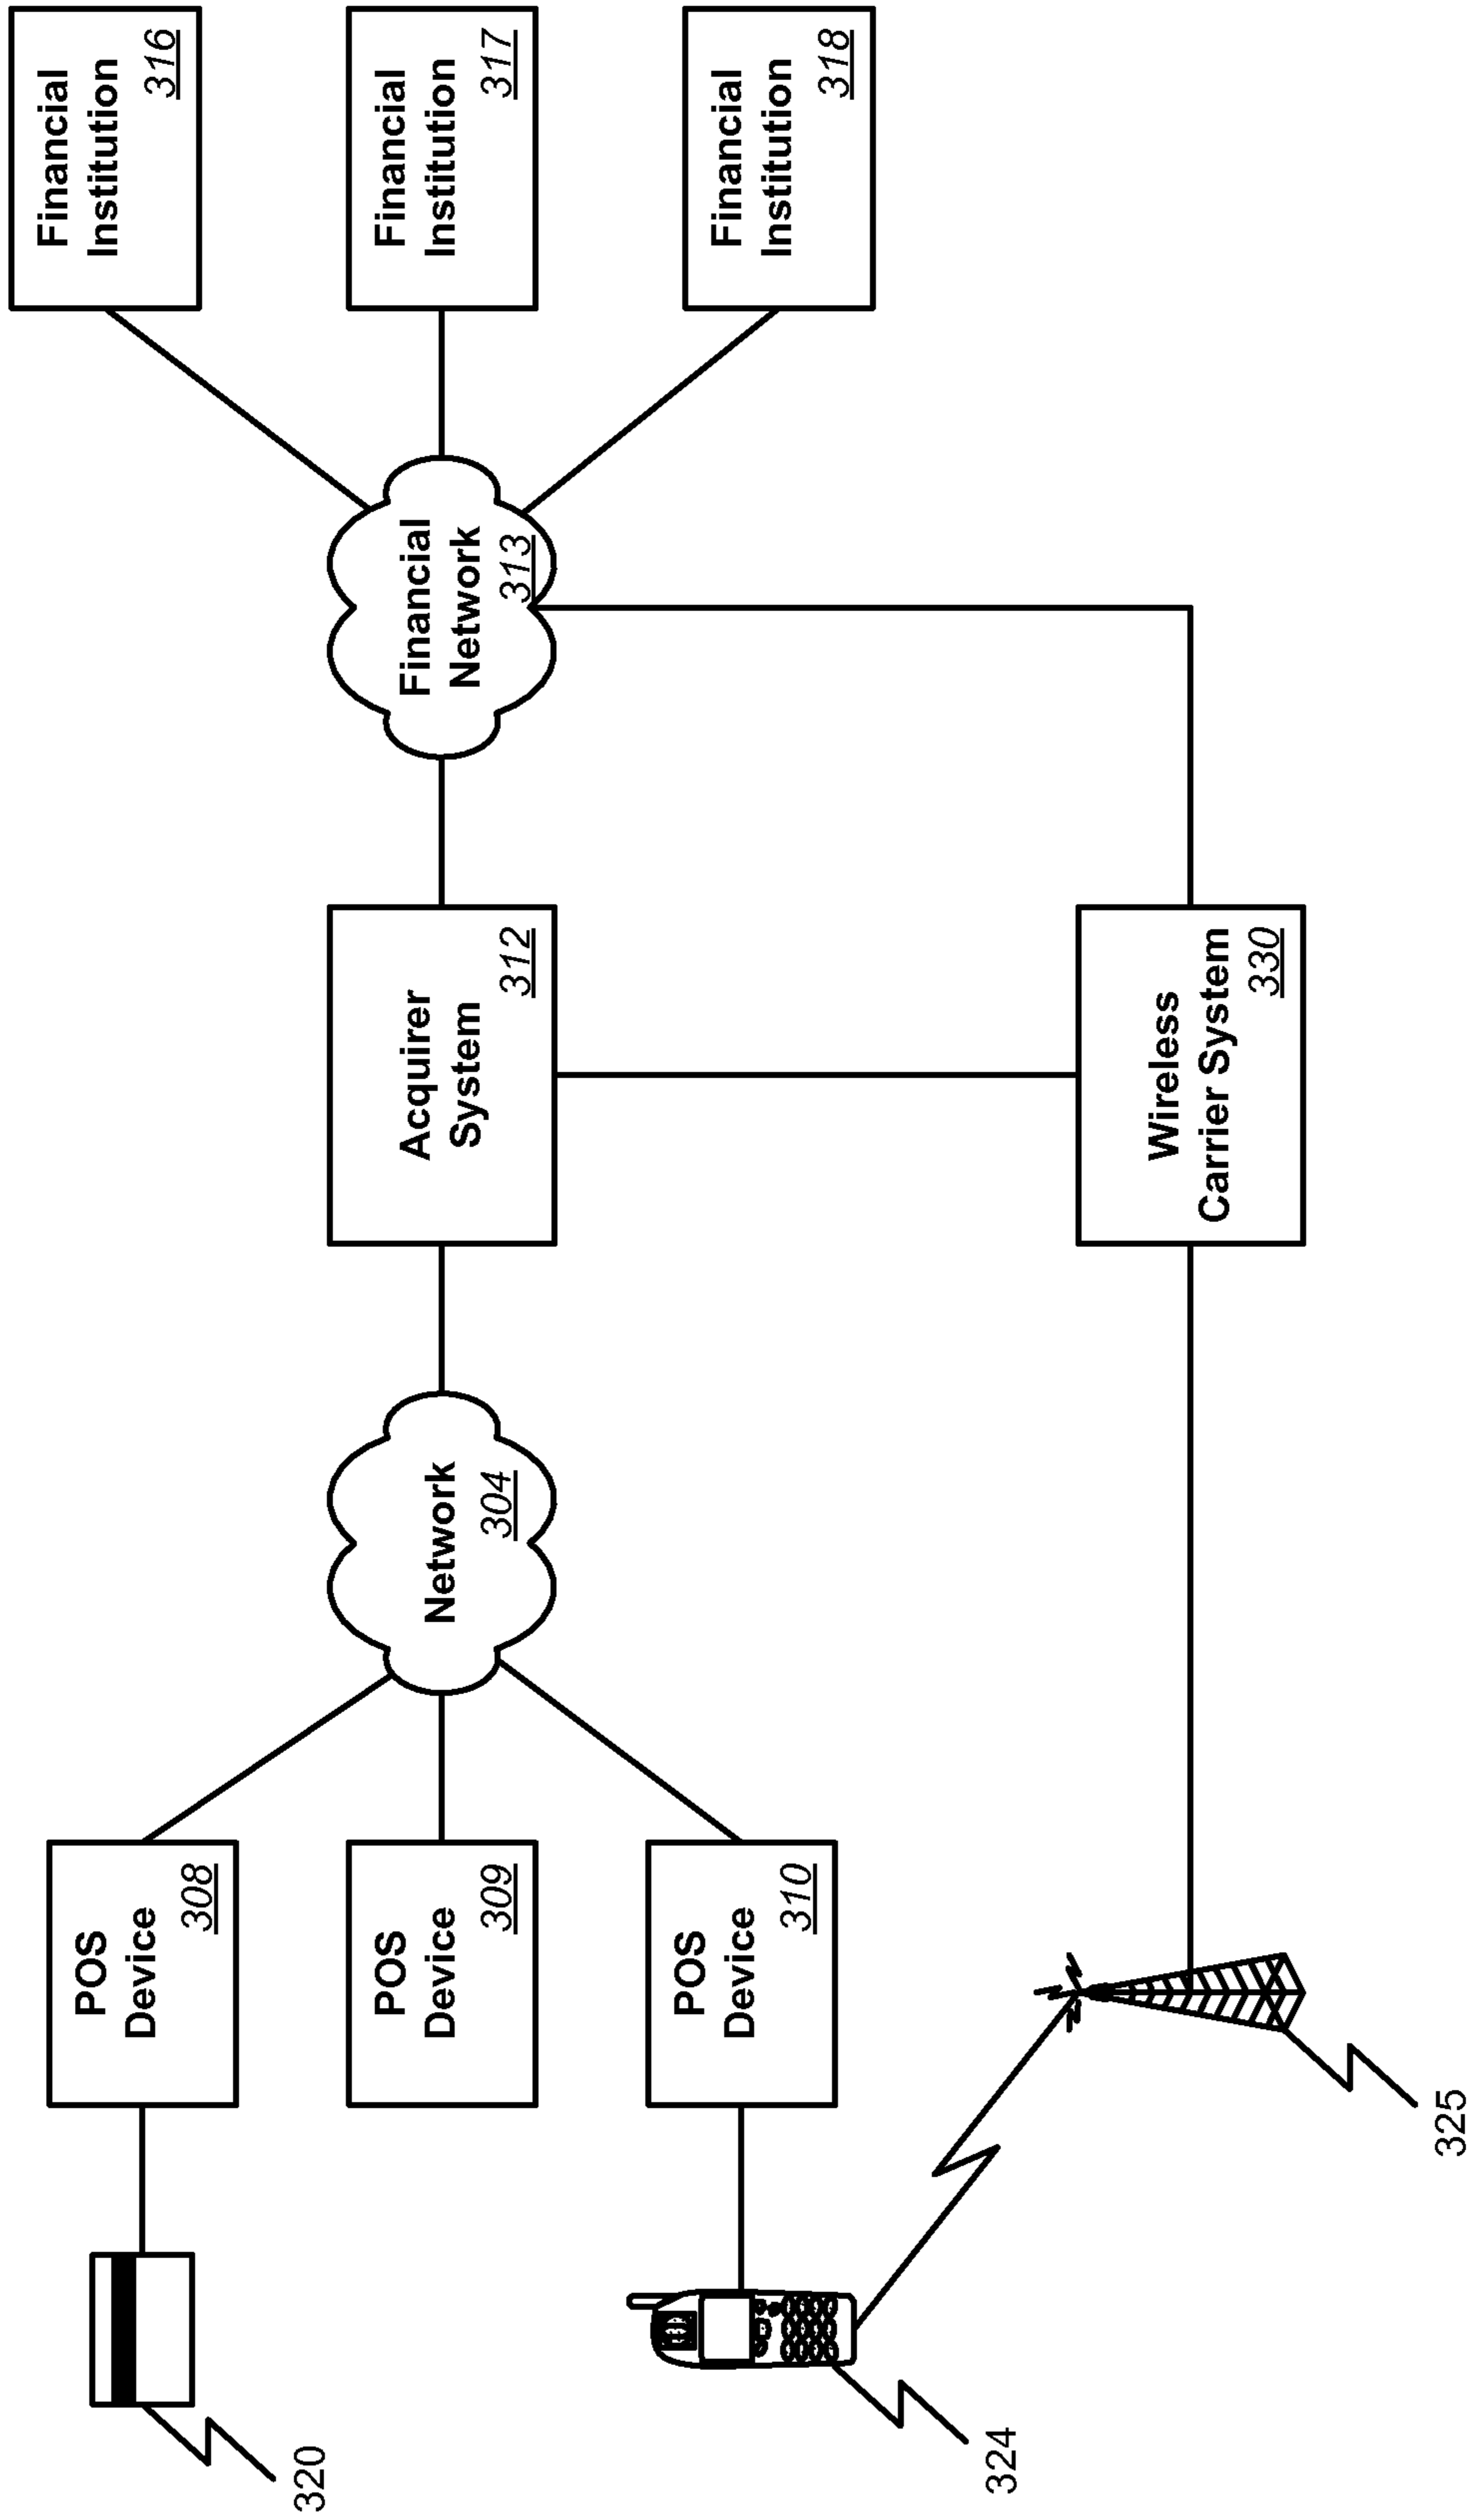 320
POS
Device
308
POS
Device
309
324
POS
Device
310
325
Network
304
Acquirer
System
312
Wireless
Carrier System
330
Financial
Network
313
Financial
Institution
316
Financial
Institution
317
Financial
Institution
318